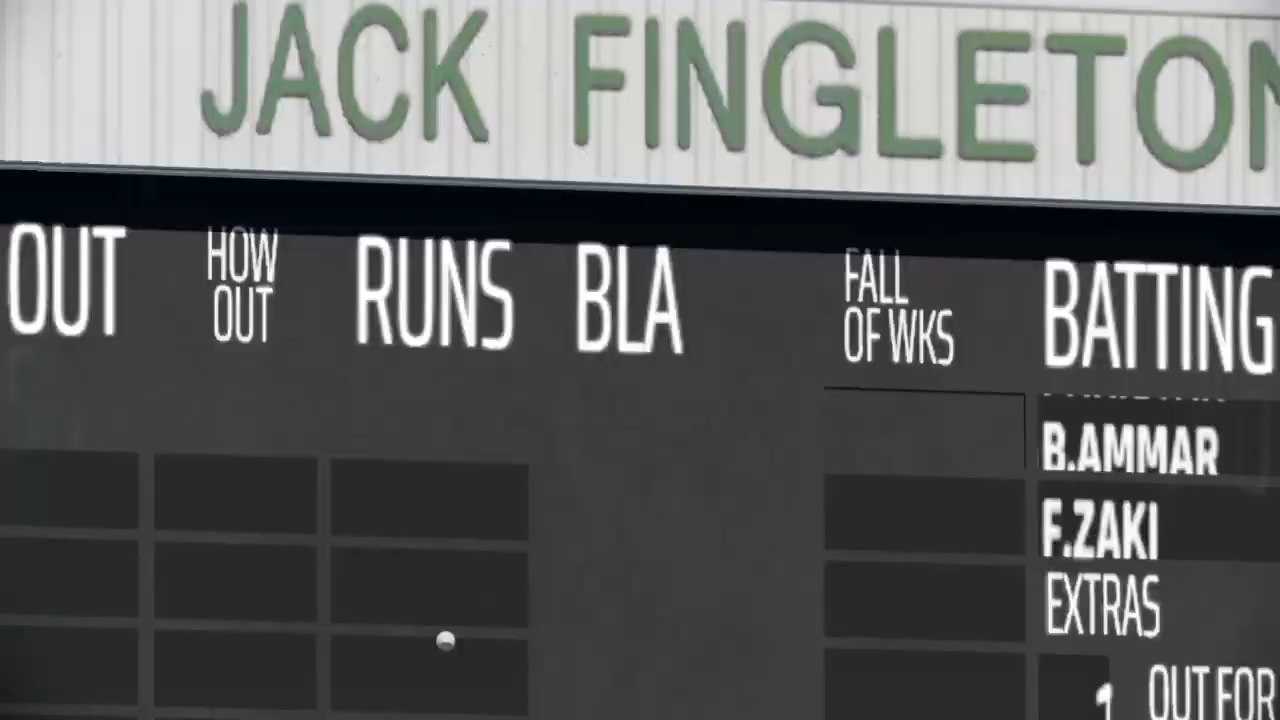 JACK FINGLETON
OUT
HOW
OUT
RUNS
BLA
FALL
OF WKS
BATTING
B.AMMAR
F.ZAKI
EXTRAS
1 OUT FOR